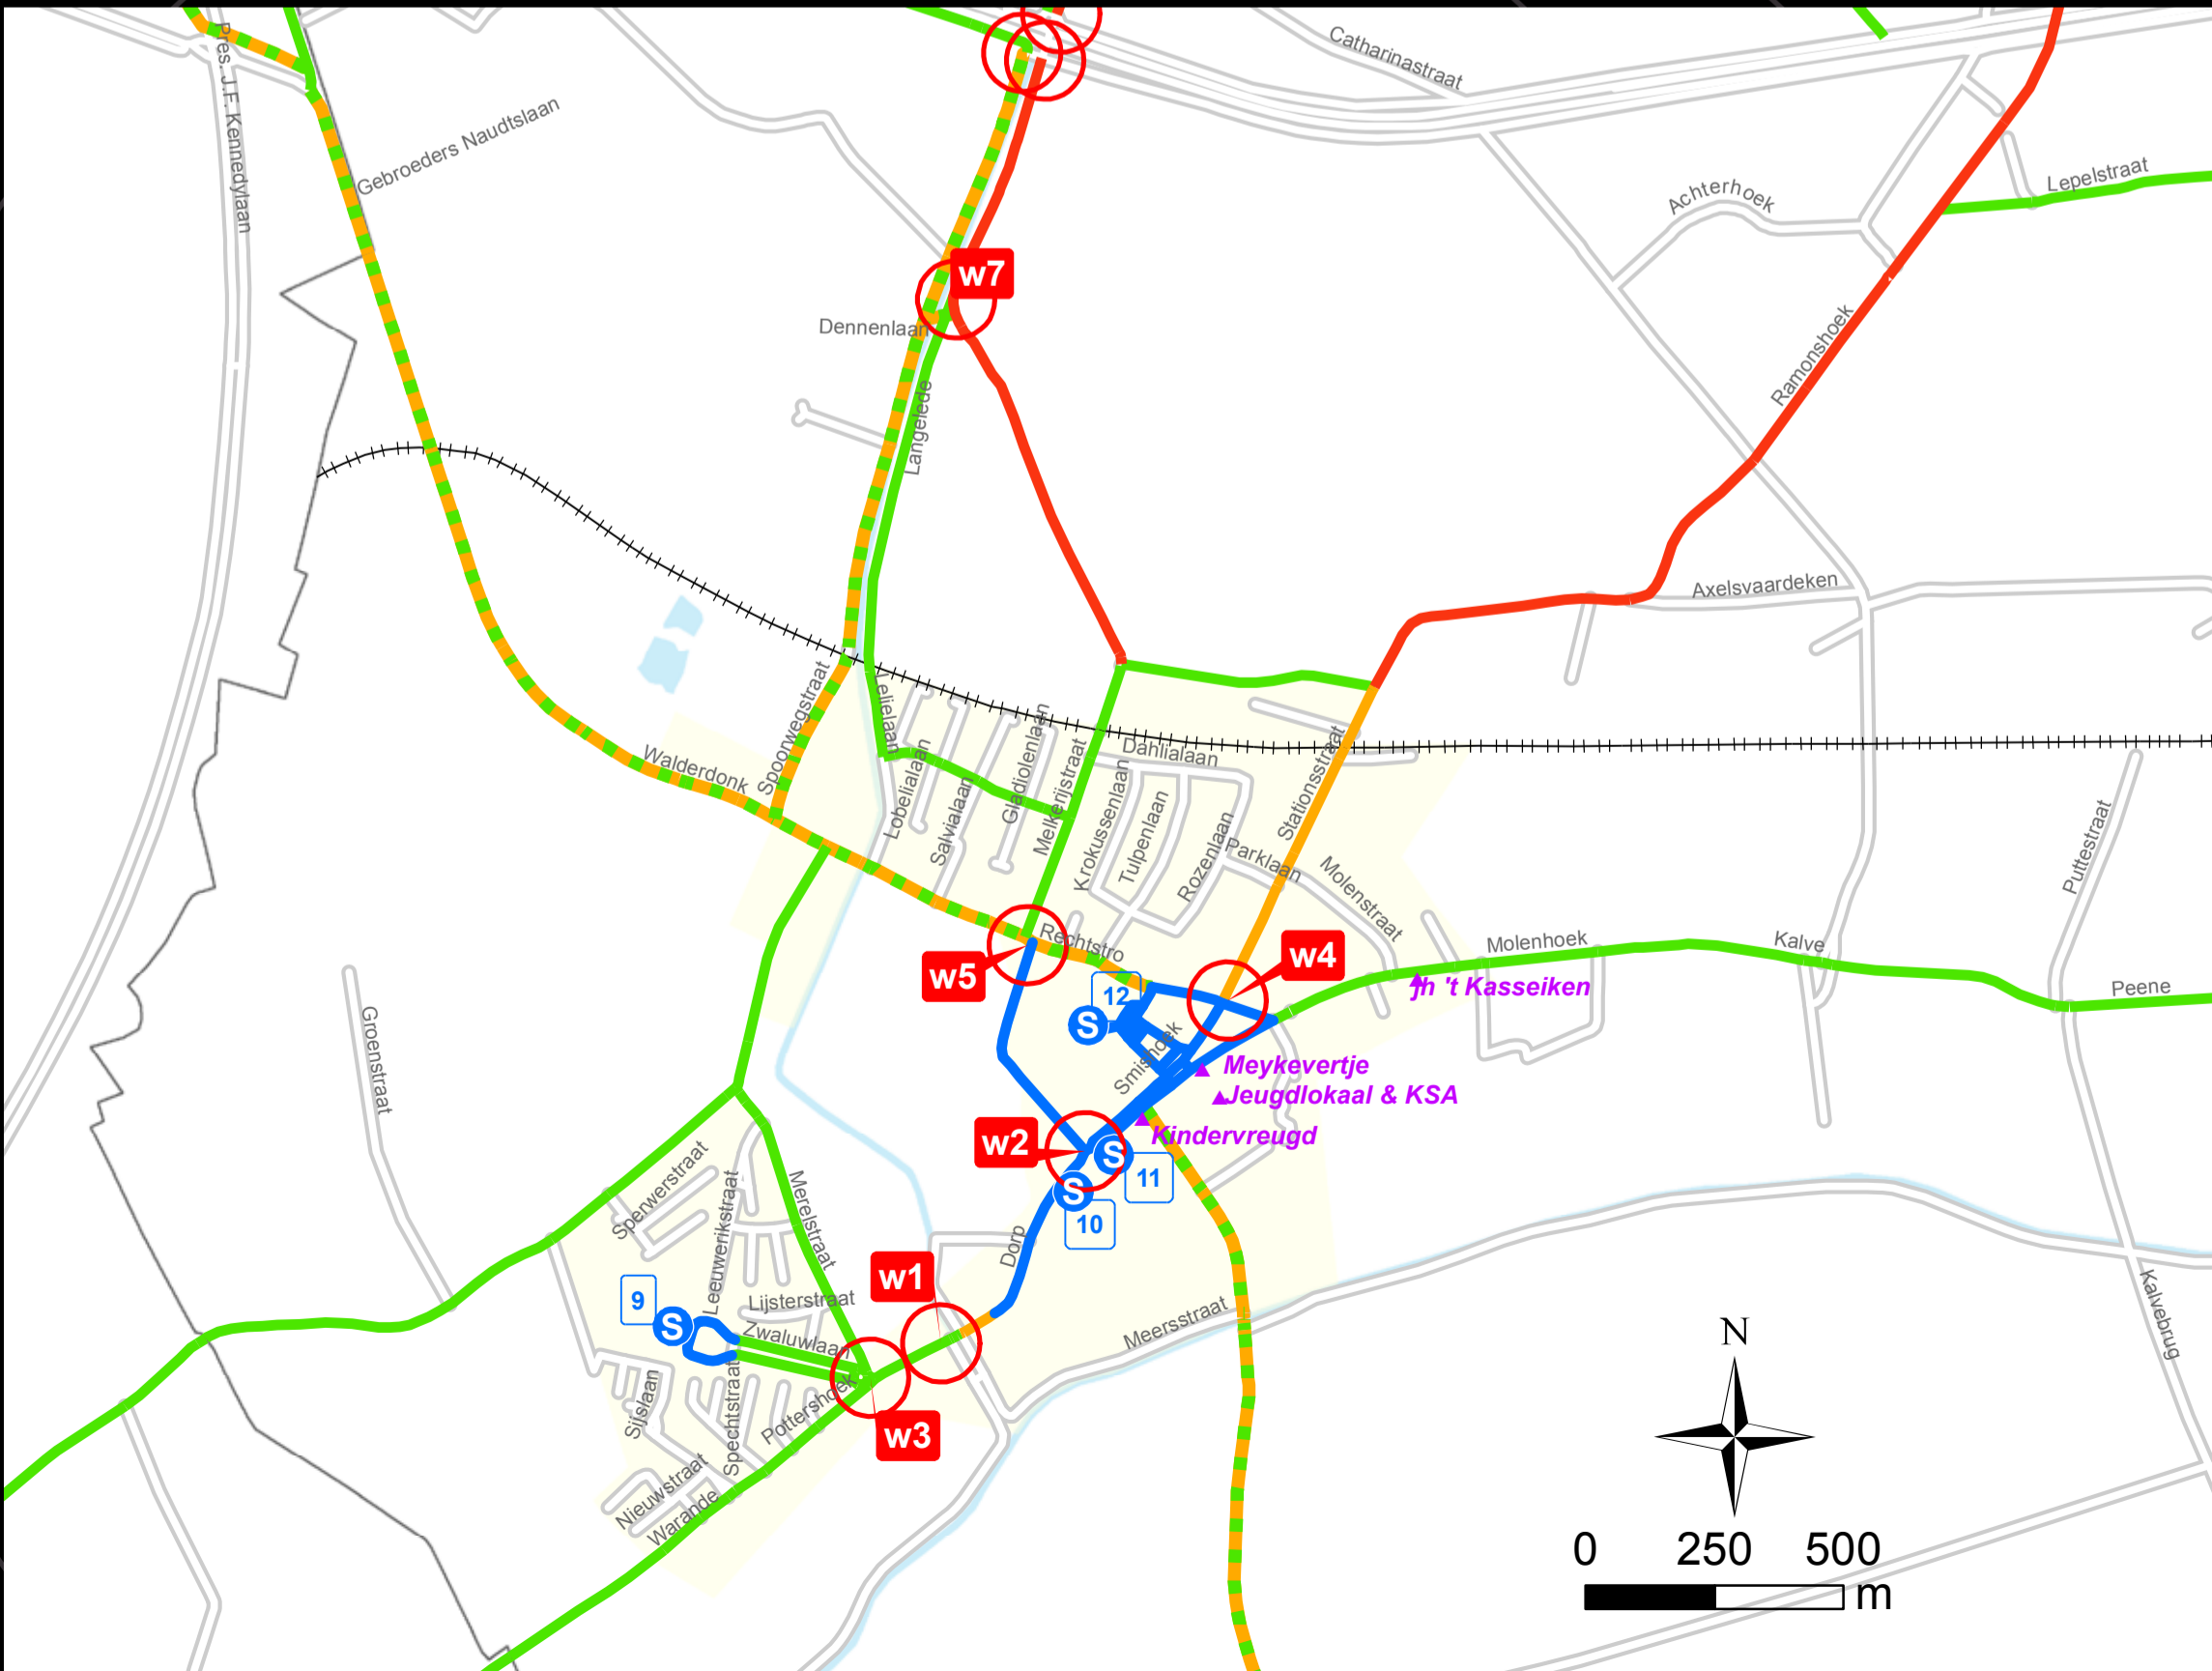 Catharinastraat
Pres. J.F. Kennedylaan
Gebroeders Naudtslaan
Lepelstraat
Achterhoek
w7
Dennenlaan
Ramonshoek
Langelede
Axelsvaardeken
Lelielaan
Spoorwegstraat
Walderdonk
Lobelialaan
Salvialaan
Gladiolenlaan
Melkerijstraat
Dahlialaan
Krokussenlaan
Tulpenlaan
Rozenlaan
Stationsstraat
Parklaan
Molenstraat
Puttestraat
Rechtstro
w5
w4
Molenhoek
Kalve
Peene
jh 't Kasseiken
12
S
Smishoek
Groenstraat
Meykevertje
Jeugdlokaal & KSA
Kindervreugd
w2
S
11
S
10
Sperwerstraat
Leeuwerikstraat
Merelstraat
Dorp
w1
9
S
Lijsterstraat
Zwaluwlaan
Meersstraat
Kalvebrug
Sijslaan
Spechtstraat
Pottershoek
w3
Nieuwstraat
Warande
N
0 250 500
m